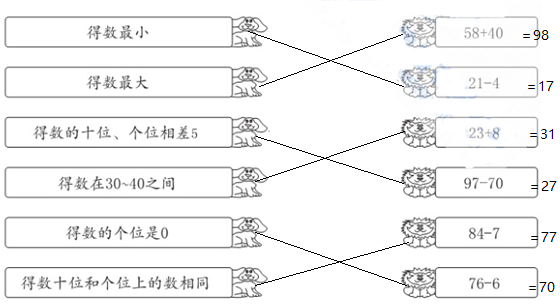 得数最小 58+40 =98
得数最大 21-4 =17
得数的十位、个位相差5 23+8 =31
得数在30~40之间 97-70 =27
得数的个位是0 84-7 =77
得数十位和个位上的数相同 76-6 =70